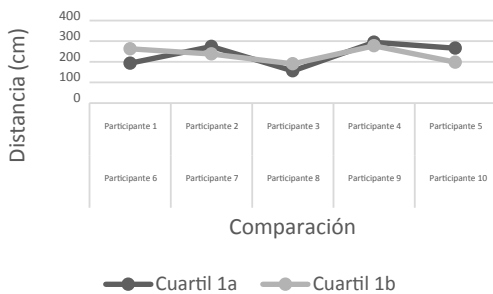 400
300
200
100
0
Distancia (cm)
Participante 1 Participante 2 Participante 3 Participante 4 Participante 5
Participante 6 Participante 7 Participante 8 Participante 9 Participante 10
Comparación
Cuartil 1a Cuartil 1b